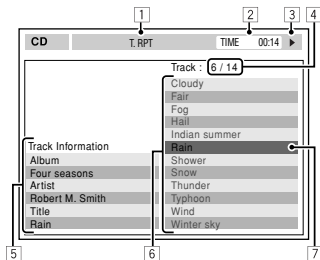 1 2 3 4
CD T. RPT TIME 00:14
Track : 6 / 14
Cloudy
Fair
Fog
Hail
Indian summer
Rain
Shower
Snow
Thunder
Typhoon
Wind
Winter sky
Track Information
Album
Four seasons
Artist
Robert M. Smith
Title
Rain
5 6 7